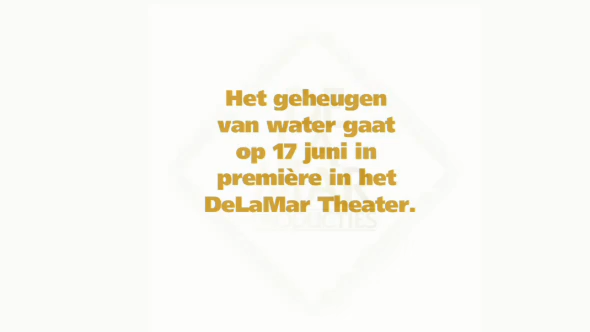 Het geheugen
van water gaat
op 17 juni in
première in het
DeLaMar Theater.